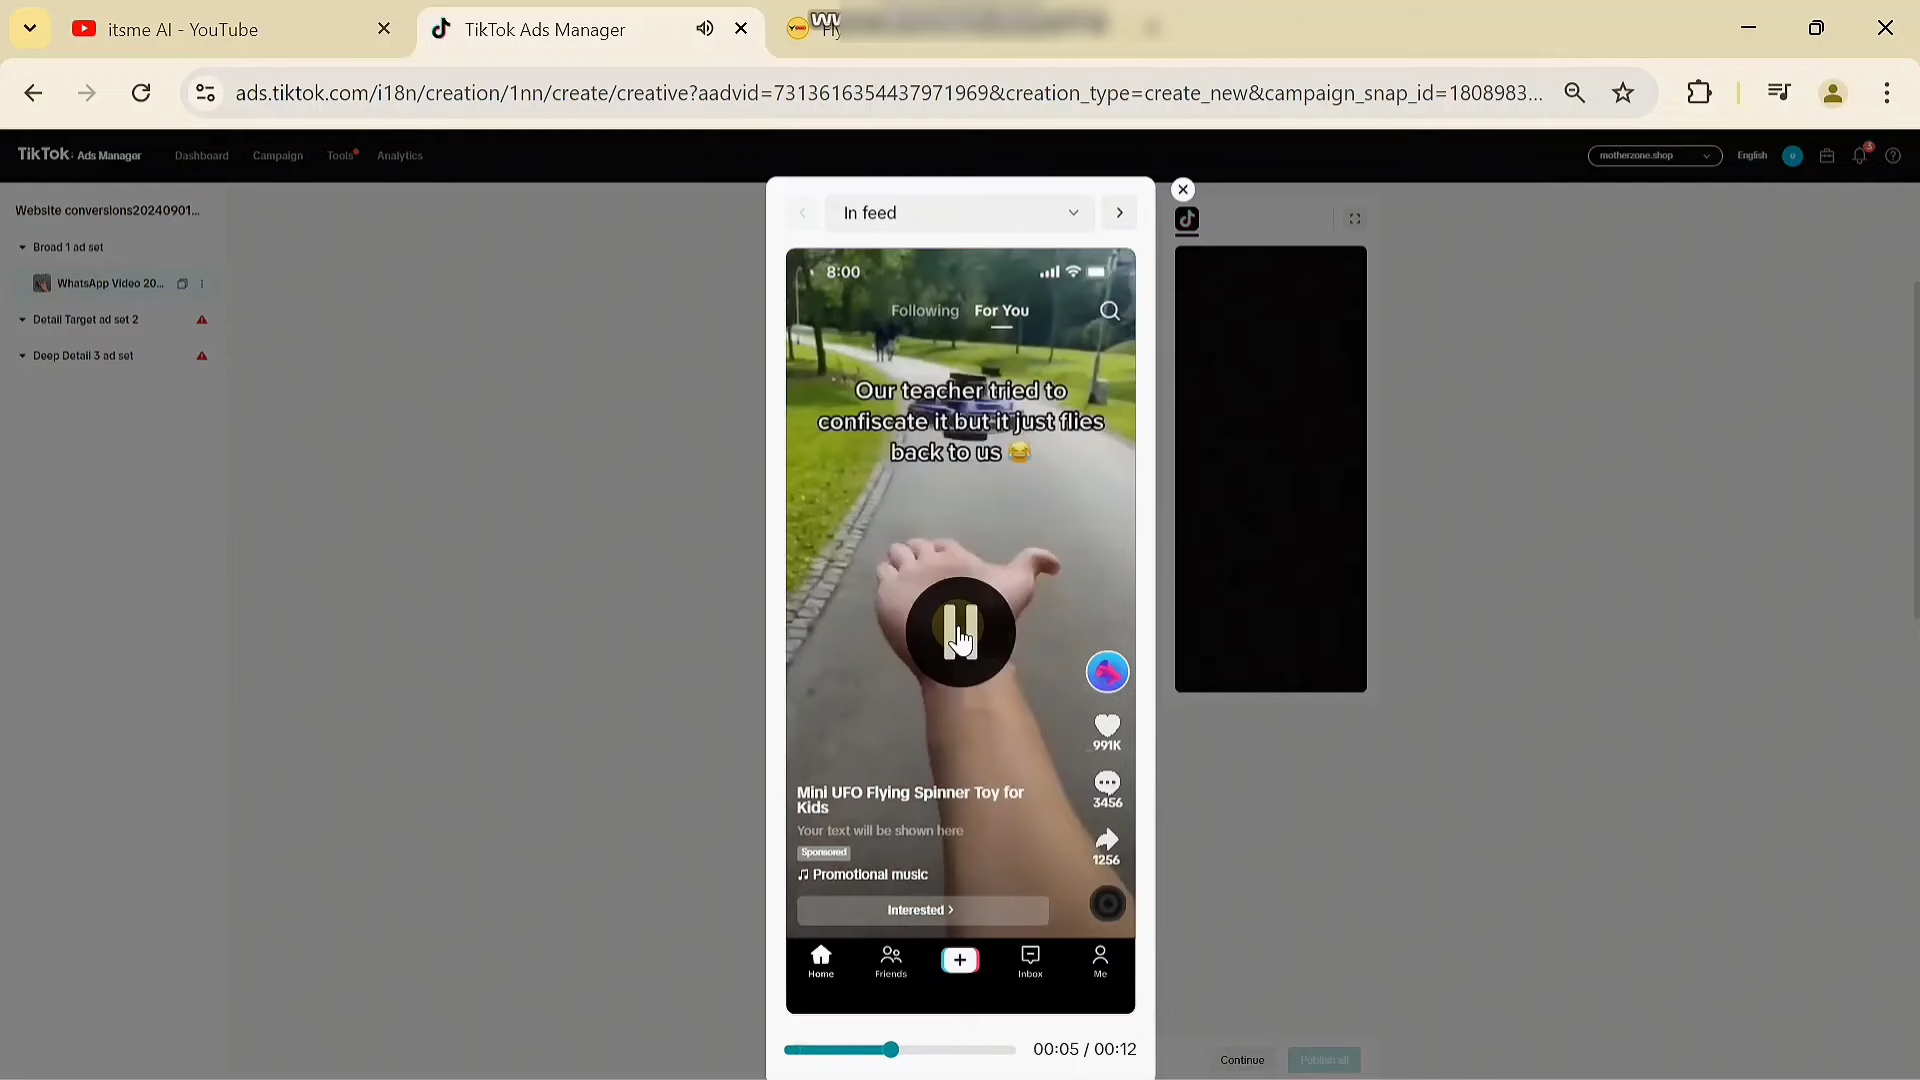 itsme AI - YouTube
TikTok Ads Manager
Fly
ads.tiktok.com/i18n/creation/1nn/create/creative?aadvid=7313616354437971969&creation_type=create_new&campaign_snap_id=1808983...
TikTok: Ads Manager
Dashboard
Campaign
Tools
Analytics
motherzone.shop
English
U
3
Website conversions20240901...
Broad 1 ad set
WhatsApp Video 20...
Detail Target ad set 2
Deep Detail 3 ad set
In feed
8:00
Following
For You
Our teacher tried to
confiscate it but it just flies
back to us 😂
991K
3456
1256
Mini UFO Flying Spinner Toy for
Kids
Your text will be shown here
Sponsored
Promotional music
Interested >
Home
Friends
Inbox
Me
00:05 / 00:12
Continue
Publish all